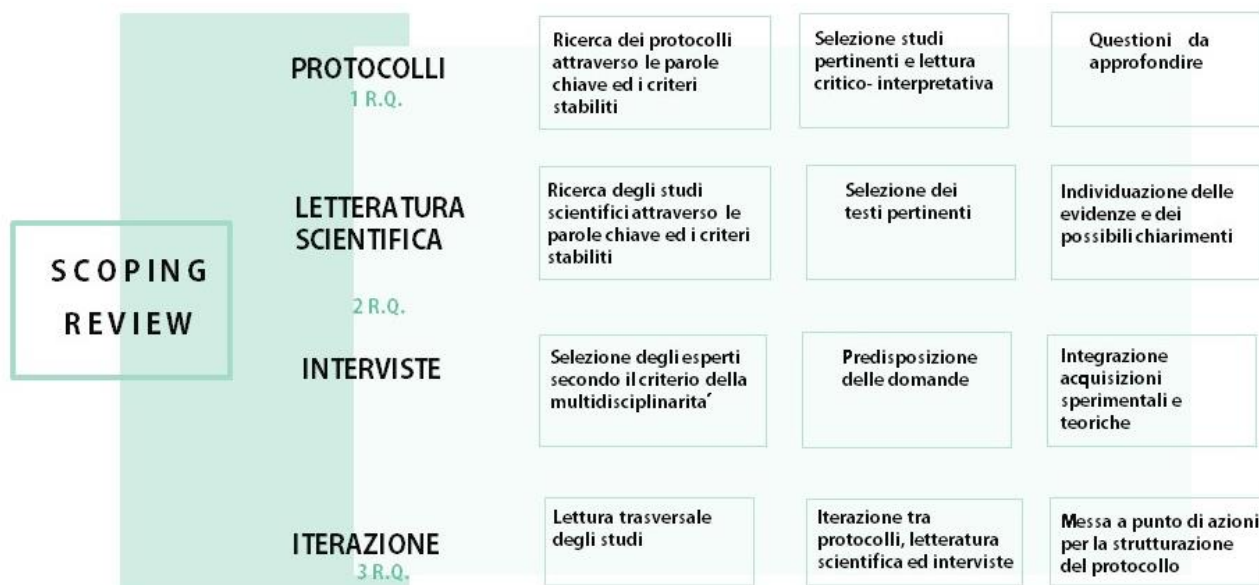 SCOPING
REVIEW
PROTOCOLLI
1 R.Q.
Ricerca dei protocolli
attraverso le parole
chiave ed i criteri
stabiliti
Selezione studi
pertinenti e lettura
critico- interpretativa
Questioni da
approfondire
LETTERATURA
SCIENTIFICA
2 R.Q.
Ricerca degli studi
scientifici attraverso le
parole chiave ed i criteri
stabiliti
Selezione dei
testi pertinenti
Individuazione delle
evidenze e dei
possibili chiarimenti
INTERVISTE
Selezione degli esperti
secondo il criterio della
multidisciplinarita´
Predisposizione
delle domande
Integrazione
acquisizioni
sperimentali e
teoriche
ITERAZIONE
3 R.Q.
Lettura trasversale
degli studi
Iterazione tra
protocolli, letteratura
scientifica ed interviste
Messa a punto di azioni
per la strutturazione
del protocollo